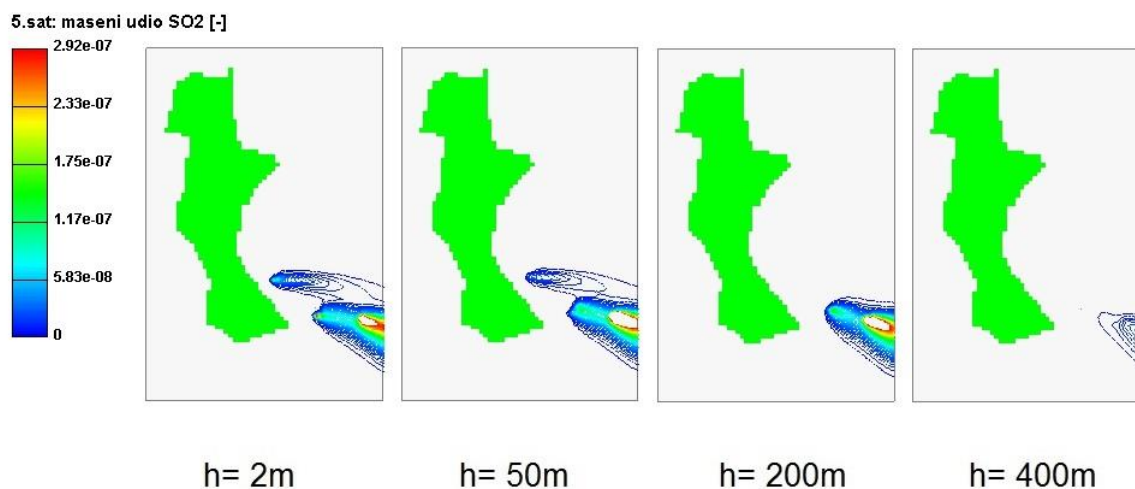 5.sat: maseni udio SO2 [-]
2.92e-07
2.33e-07
1.75e-07
1.17e-07
5.83e-08
0
h= 2m
h= 50m
h= 200m
h= 400m